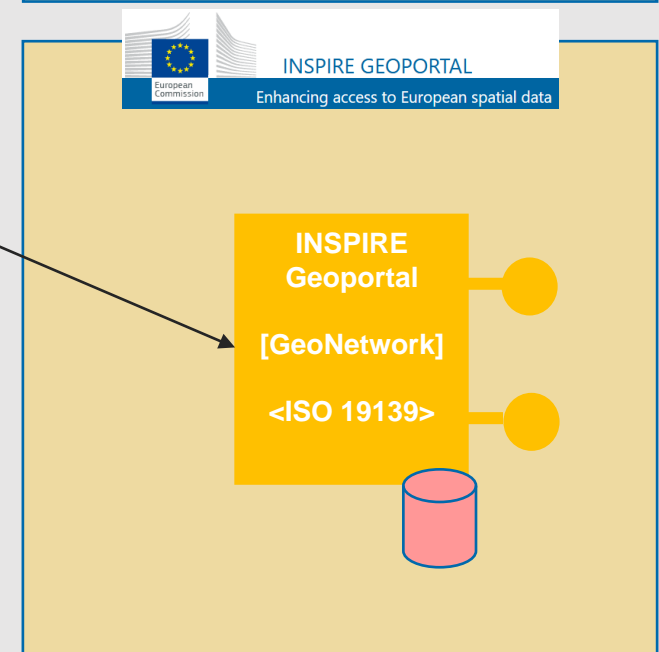 European
Commission
INSPIRE GEOPORTAL
Enhancing access to European spatial data
INSPIRE
Geoportal
[GeoNetwork]
<ISO 19139>